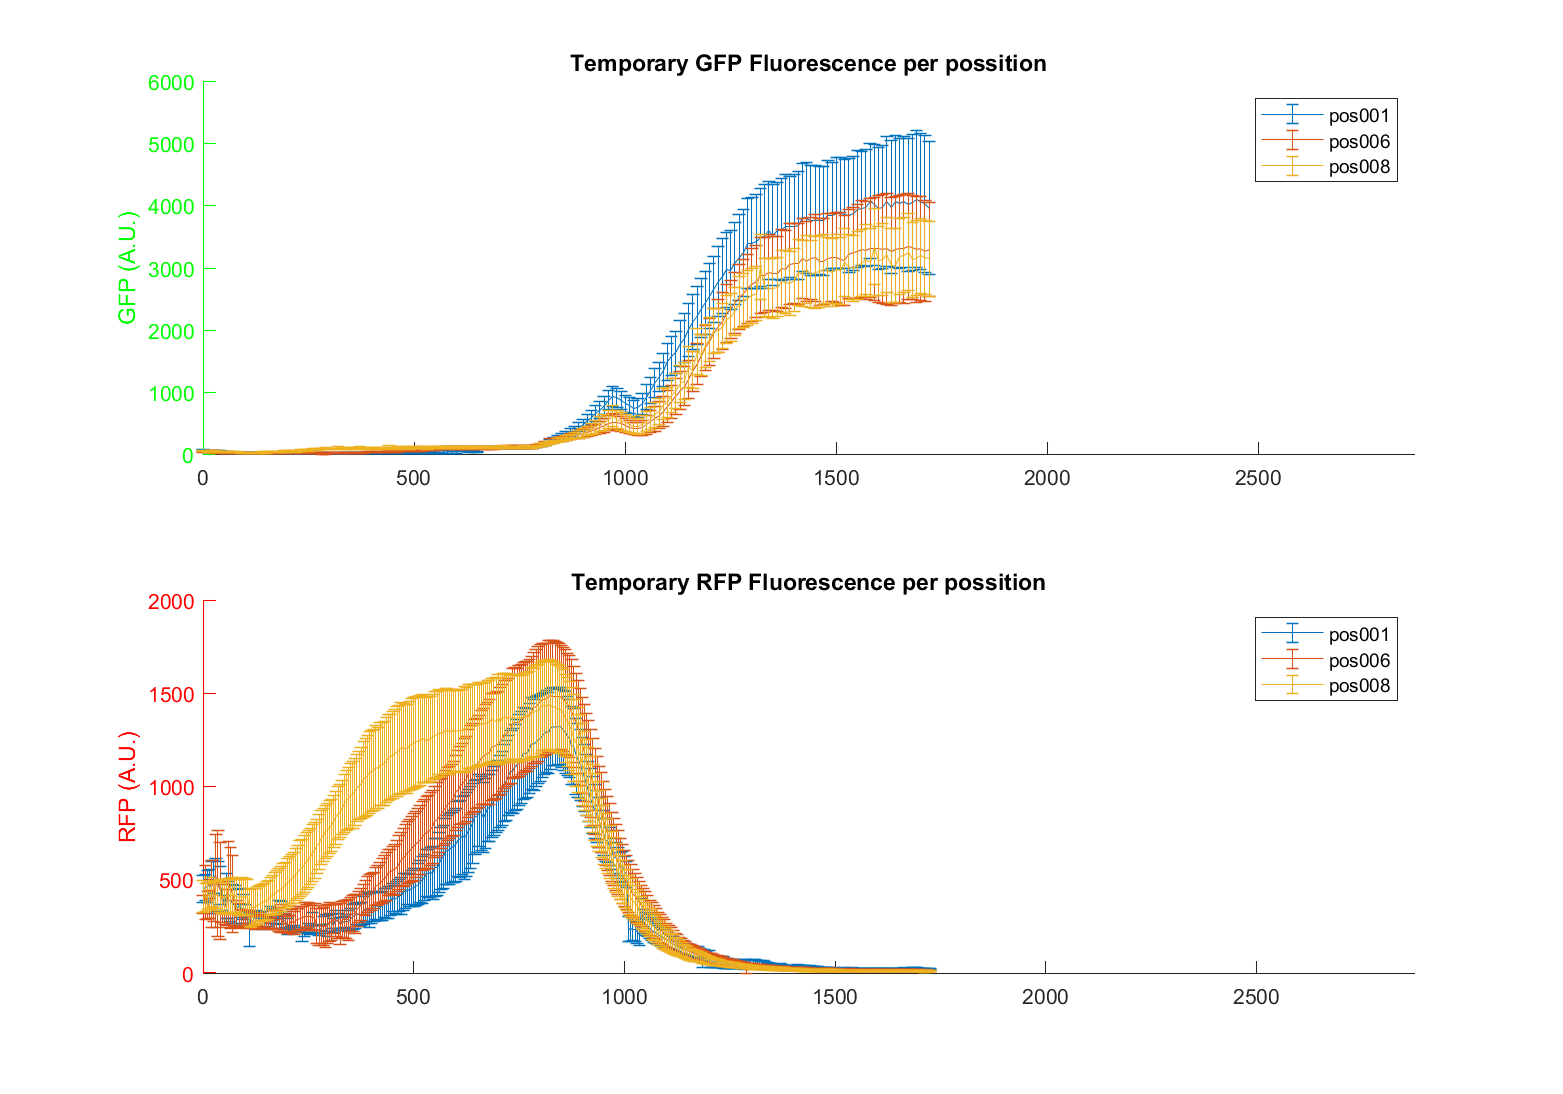 Temporary GFP Fluorescence per possition
6000
5000
4000
3000
2000
1000
0
GFP (A.U.)
0 500 1000 1500 2000 2500
pos001
pos006
pos008
Temporary RFP Fluorescence per possition
2000
1500
1000
500
0
RFP (A.U.)
0 500 1000 1500 2000 2500
pos001
pos006
pos008